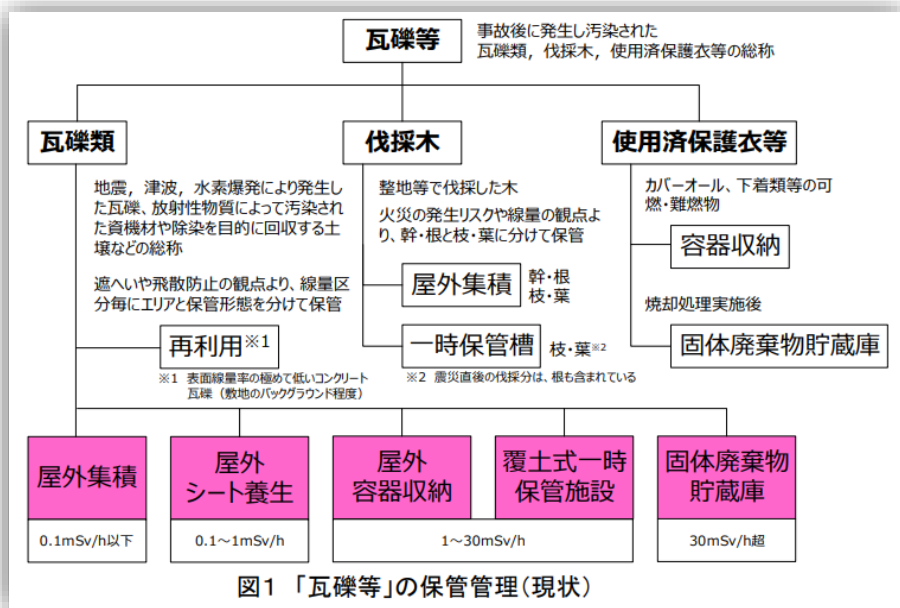 瓦礫等
事故後に発生し汚染された
瓦礫類，伐採木，使用済保護衣等の総称
瓦礫類
地震，津波，水素爆発により発生し
た瓦礫、放射性物質によって汚染され
た資機材や除染を目的に回収する土
壌などの総称
遮へいや飛散防止の観点より、線量区
分毎にエリアと保管形態を分けて保管
再利用※1
※1 表面線量率の極めて低いコンクリート
瓦礫（敷地のバックグラウンド程度）
伐採木
整地等で伐採した木
火災の発生リスクや線量の観点よ
り、幹・根と枝・葉に分けて保管
屋外集積
幹・根
枝・葉
一時保管槽
枝・葉※2
※2 震災直後の伐採分は、根も含まれている
使用済保護衣等
カバーオール、下着類等の可
燃・難燃物
容器収納
焼却処理実施後
固体廃棄物貯蔵庫
屋外集積
0.1mSv/h以下
屋外
シート養生
0.1～1mSv/h
屋外
容器収納
覆土式一時
保管施設
1～30mSv/h
固体廃棄物
貯蔵庫
30mSv/h超
図1 「瓦礫等」の保管管理（現状）